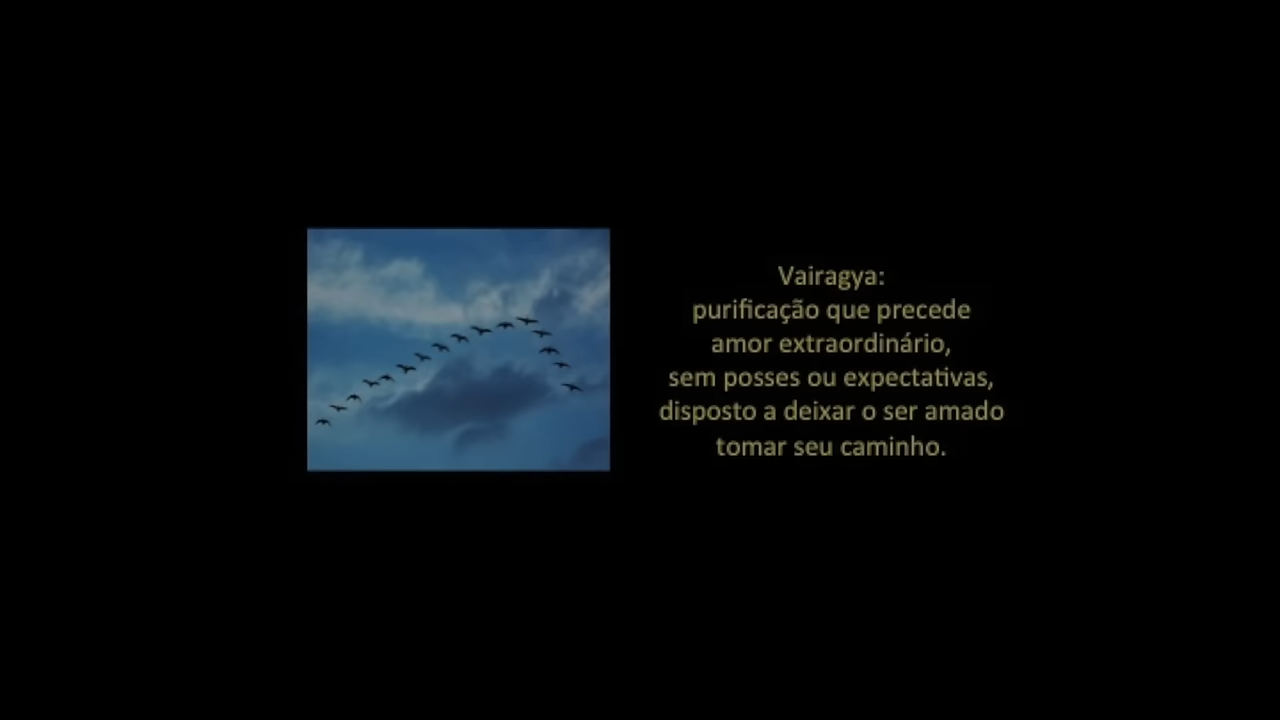 Vairagya:
purificação que precede
amor extraordinário,
sem posses ou expectativas,
disposto a deixar o ser amado
tomar seu caminho.